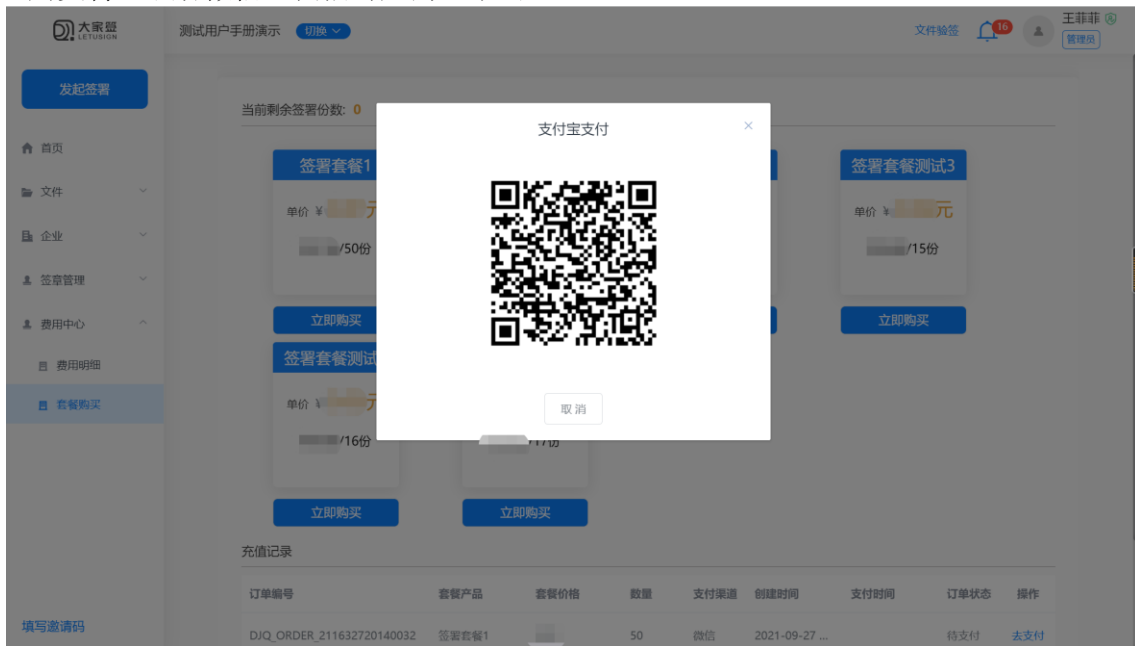 大家签
LETUSION
测试用户手册演示
切换
文件验签
16
王菲菲
管理员
发起签署
首页
文件
企业
签章管理
费用中心
费用明细
套餐购买
填写邀请码
当前剩余签署份数: 0
支付宝支付
×
取消
签署套餐1
单价 ¥
/50份
立即购买
签署套餐测试3
单价 ¥ 元
/15份
立即购买
签署套餐测试
单价 ¥
/16份
立即购买
/17份
立即购买
充值记录
订单编号 套餐产品 套餐价格 数量 支付渠道 创建时间 支付时间 订单状态 操作
DJQ_ORDER_211632720140032 签署套餐1 50 微信 2021-09-27 ... 待支付 去支付